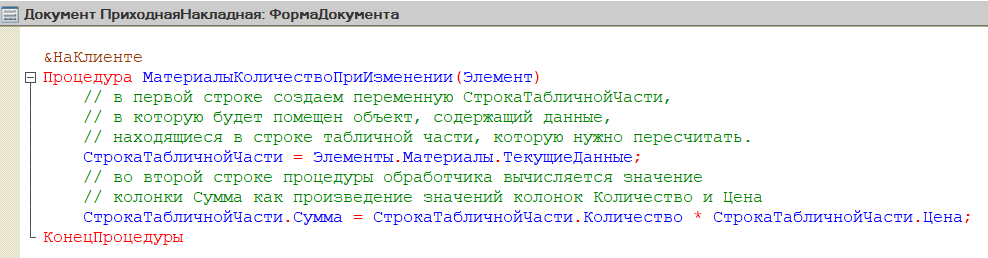 Документ ПриходнаяНакладная: ФормаДокумента
&НаКлиенте
Процедура МатериалыКоличествоПриИзменении(Элемент)
// в первой строке создаем переменную СтрокаТабличнойЧасти,
// в которую будет помещен объект, содержащий данные,
// находящиеся в строке табличной части, которую нужно пересчитать.
СтрокаТабличнойЧасти = Элементы.Материалы.ТекущиеДанные;
// во второй строке процедуры обработчика вычисляется значение
// колонки Сумма как произведение значений колонок Количество и Цена
СтрокаТабличнойЧасти.Сумма = СтрокаТабличнойЧасти.Количество * СтрокаТабличнойЧасти.Цена;
КонецПроцедуры